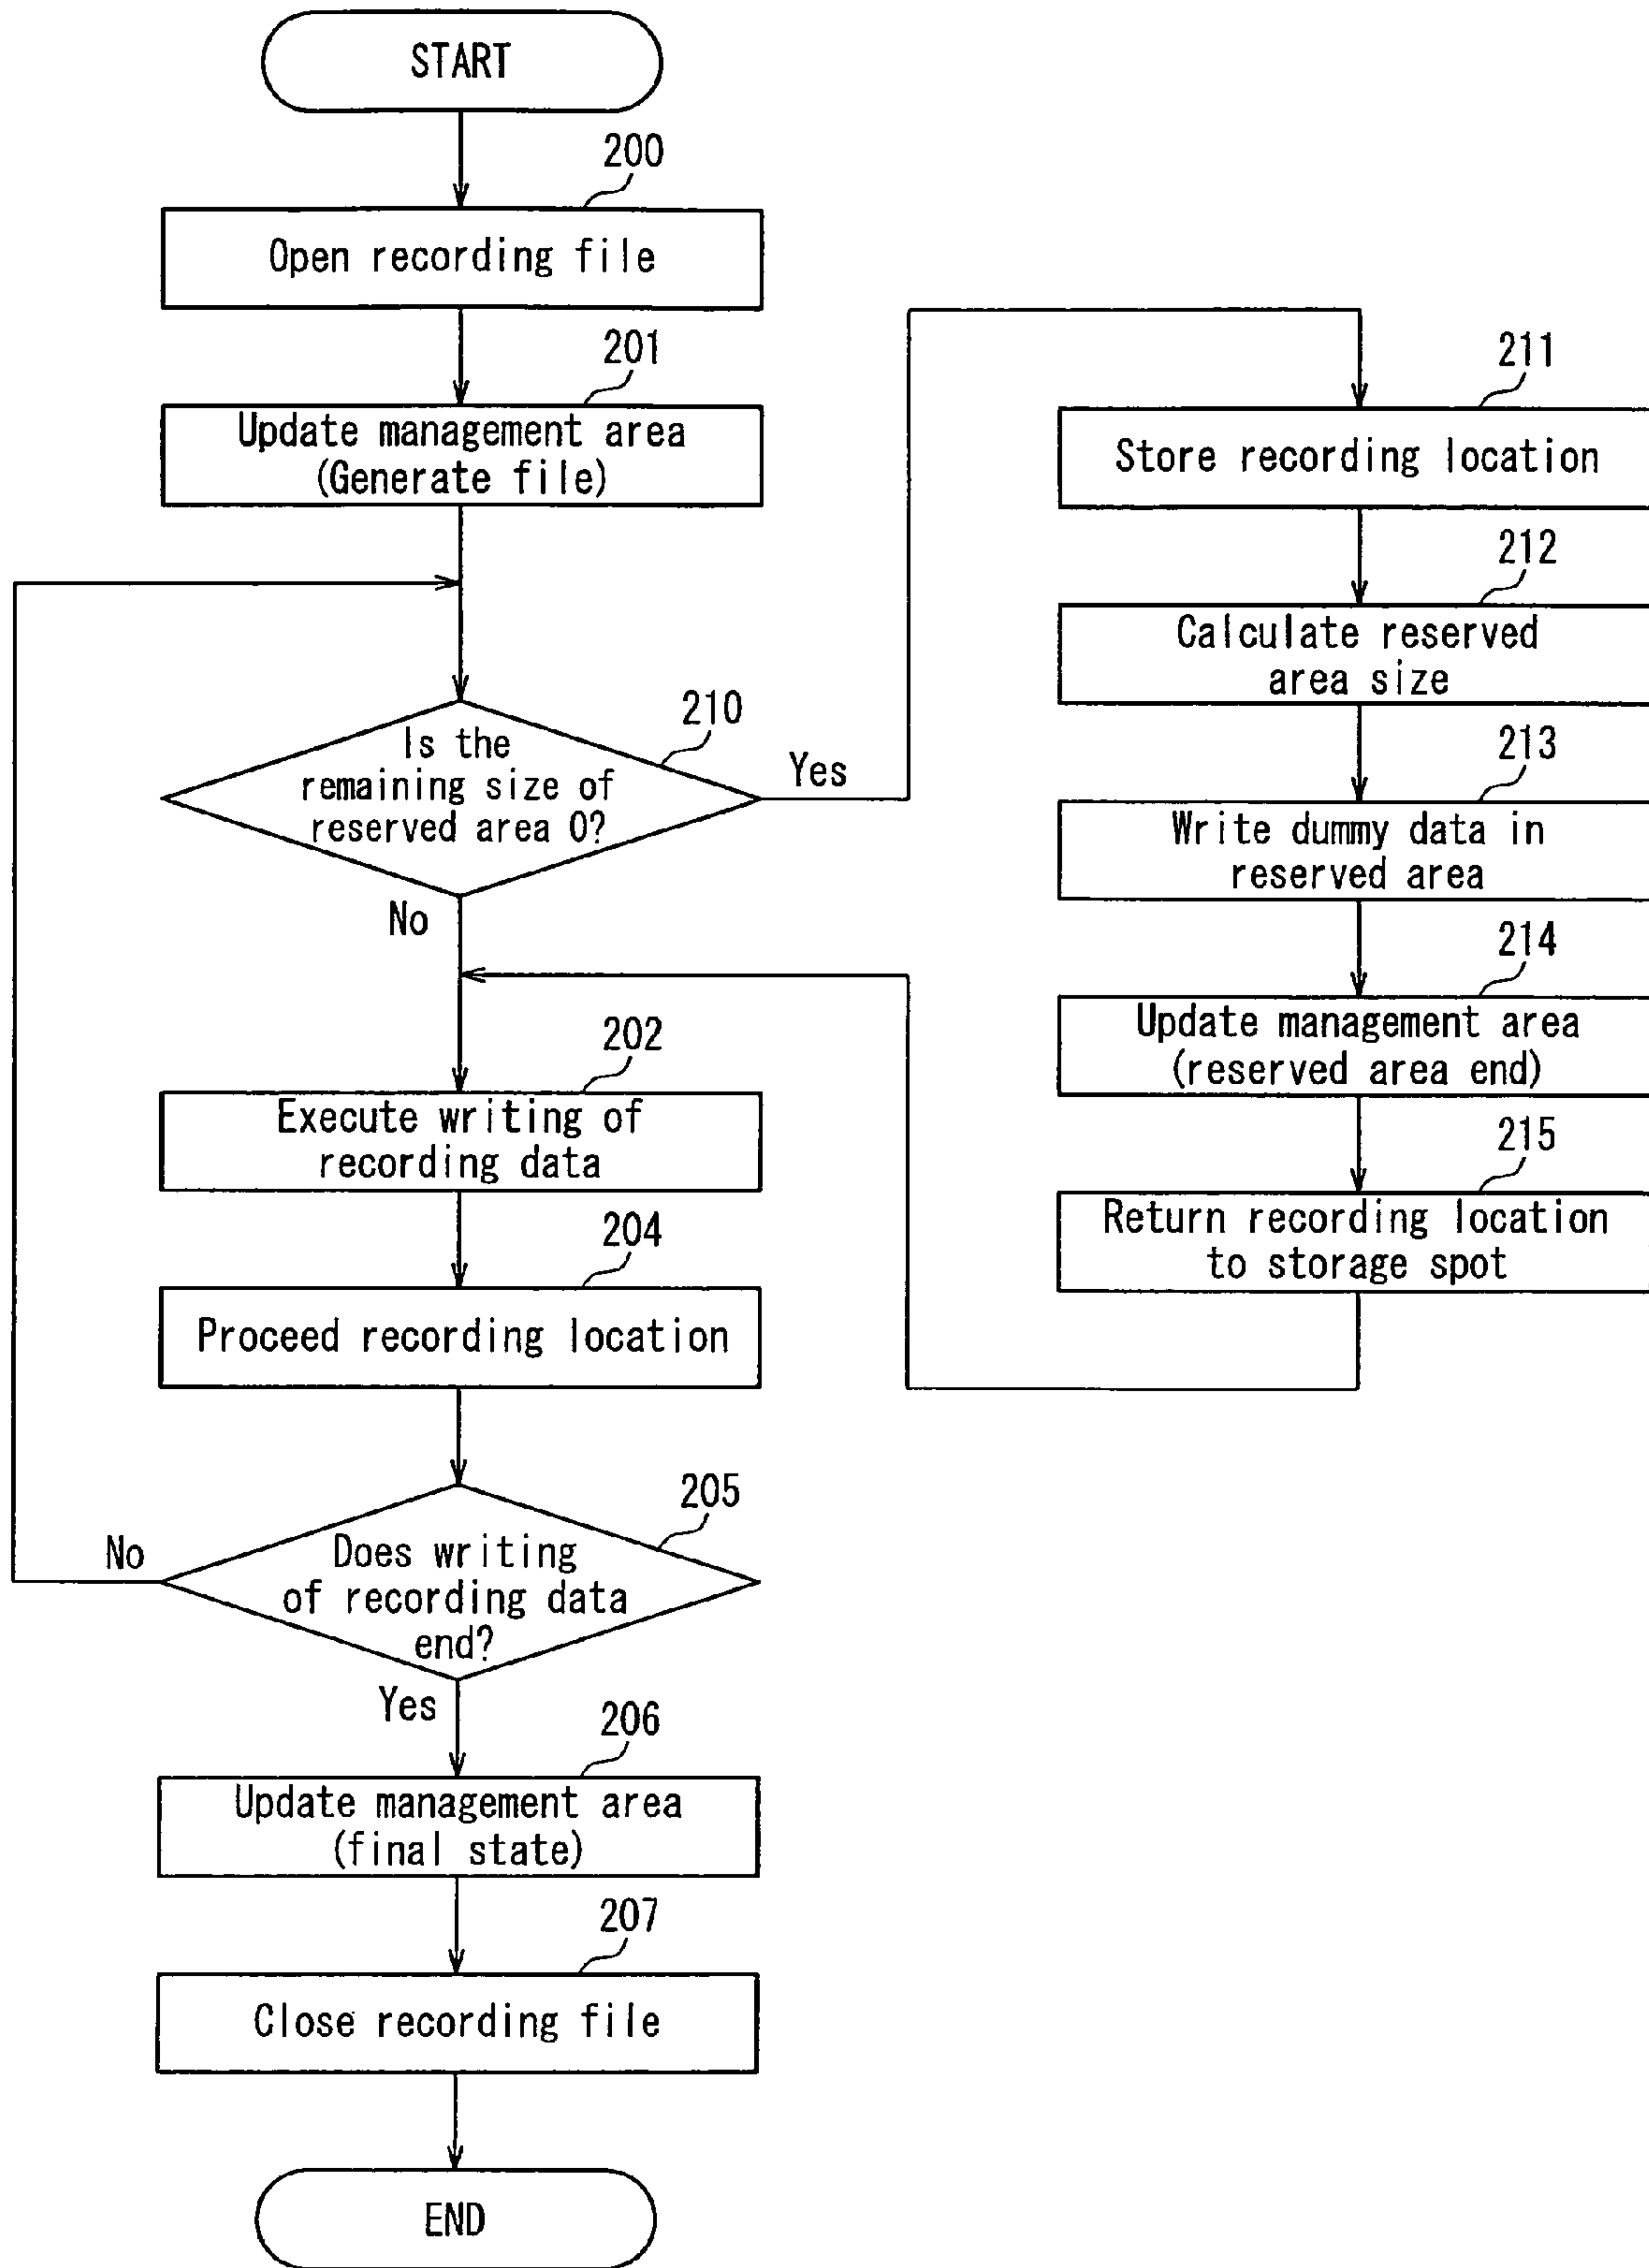 START
200
Open recording file
201
Update management area
(Generate file)
210
Is the
remaining size of
reserved area 0?
Yes
No
202
Execute writing of
recording data
204
Proceed recording location
205
Does writing
of recording data
end?
No
Yes
206
Update management area
(final state)
207
Close recording file
END
211
Store recording location
212
Calculate reserved
area size
213
Write dummy data in
reserved area
214
Update management area
(reserved area end)
215
Return recording location
to storage spot